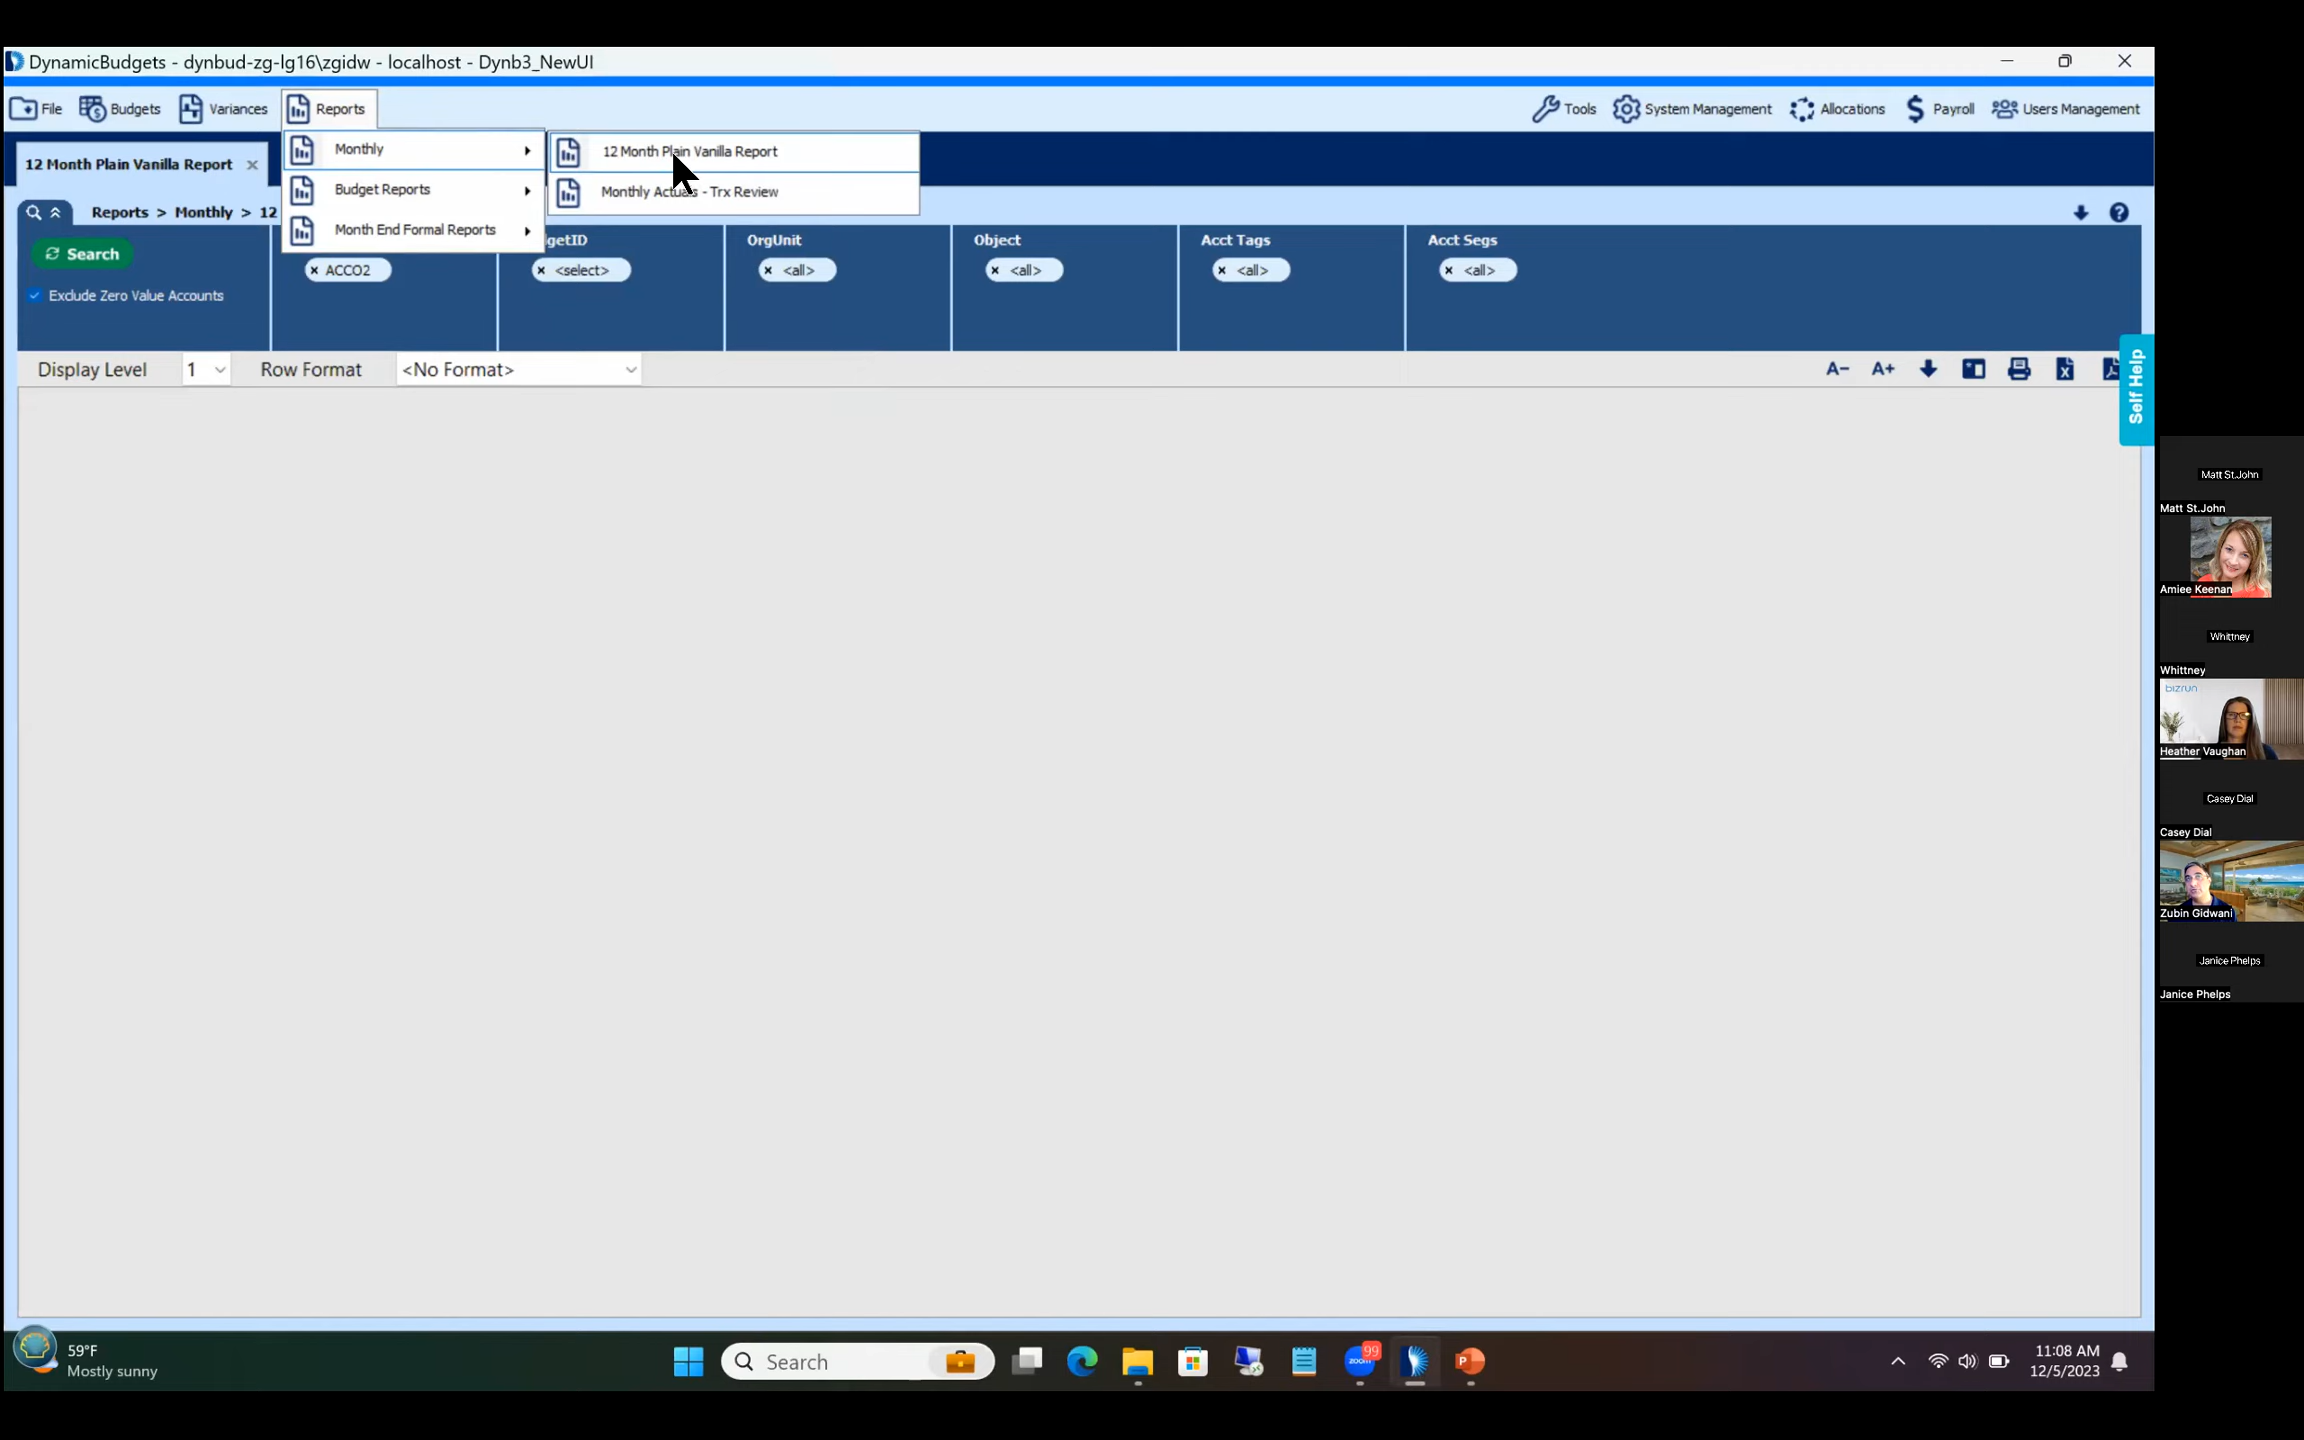 DynamicBudgets - dynbud-zg-lg16\zgidw - localhost - Dynb3_NewUI
File Budgets Variances Reports Tools System Management Allocations Payroll Users Management
Monthly
12 Month Plain Vanilla Report
12 Month Plain Vanilla Report
Budget Reports
Monthly Actuals - Trx Review
Reports > Monthly > 12
Month End Formal Reports
getID OrgUnit Object Acct Tags Acct Segs
Search
ACCO2 <select> <all> <all> <all> <all>
Exclude Zero Value Accounts
Display Level 1 Row Format <No Format> A- A+
Self Help
Matt St.John
Matt St.John
Amiee Keenan
Whittney
Whittney
bizrun
Heather Vaughan
Casey Dial
Casey Dial
Zubin Gidwani
Janice Phelps
Janice Phelps
59°F
Mostly sunny
Search
zoom
99
P
11:08 AM
12/5/2023